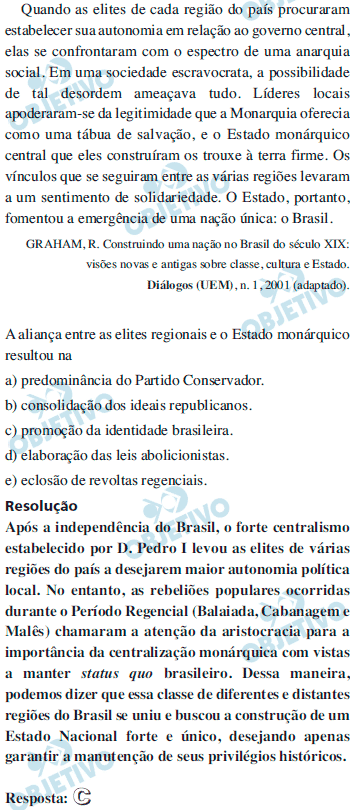 Quando as elites de cada região do país procuraram
estabelecer sua autonomia em relação ao governo central,
elas se confrontaram com o espectro de uma anarquia
social. Em uma sociedade escravocrata, a possibilidade
de tal desordem ameaçava tudo. Líderes locais
apoderaram-se da legitimidade que a Monarquia oferecia
como uma tábua de salvação, e o Estado monárquico
central que eles construíram os trouxe à terra firme. Os
vínculos que se seguiram entre as várias regiões levaram
a um sentimento de solidariedade. O Estado, portanto,
fomentou a emergência de uma nação única: o Brasil.
GRAHAM, R. Construindo uma nação no Brasil do século XIX:
visões novas e antigas sobre classe, cultura e Estado.
Diálogos (UEM), n. 1, 2001 (adaptado).
A aliança entre as elites regionais e o Estado monárquico
resultou na
a) predominância do Partido Conservador.
b) consolidação dos ideais republicanos.
c) promoção da identidade brasileira.
d) elaboração das leis abolicionistas.
e) eclosão de revoltas regenciais.
Resolução
Após a independência do Brasil, o forte centralismo
estabelecido por D. Pedro I levou as elites de várias
regiões do país a desejarem maior autonomia política
local. No entanto, as rebeliões populares ocorridas
durante o Período Regencial (Balaiada, Cabanagem e
Malês) chamaram a atenção da aristocracia para a
importância da centralização monárquica com vistas
a manter status quo brasileiro. Dessa maneira,
podemos dizer que essa classe de diferentes e distantes
regiões do Brasil se uniu e buscou a construção de um
Estado Nacional forte e único, desejando apenas
garantir a manutenção de seus privilégios históricos.
Resposta: C
OBJETIVO
OBJETIVO
OBJETIVO
OBJETIVO
OBJETIVO
OBJETIVO
OBJETIVO
OBJETIVO